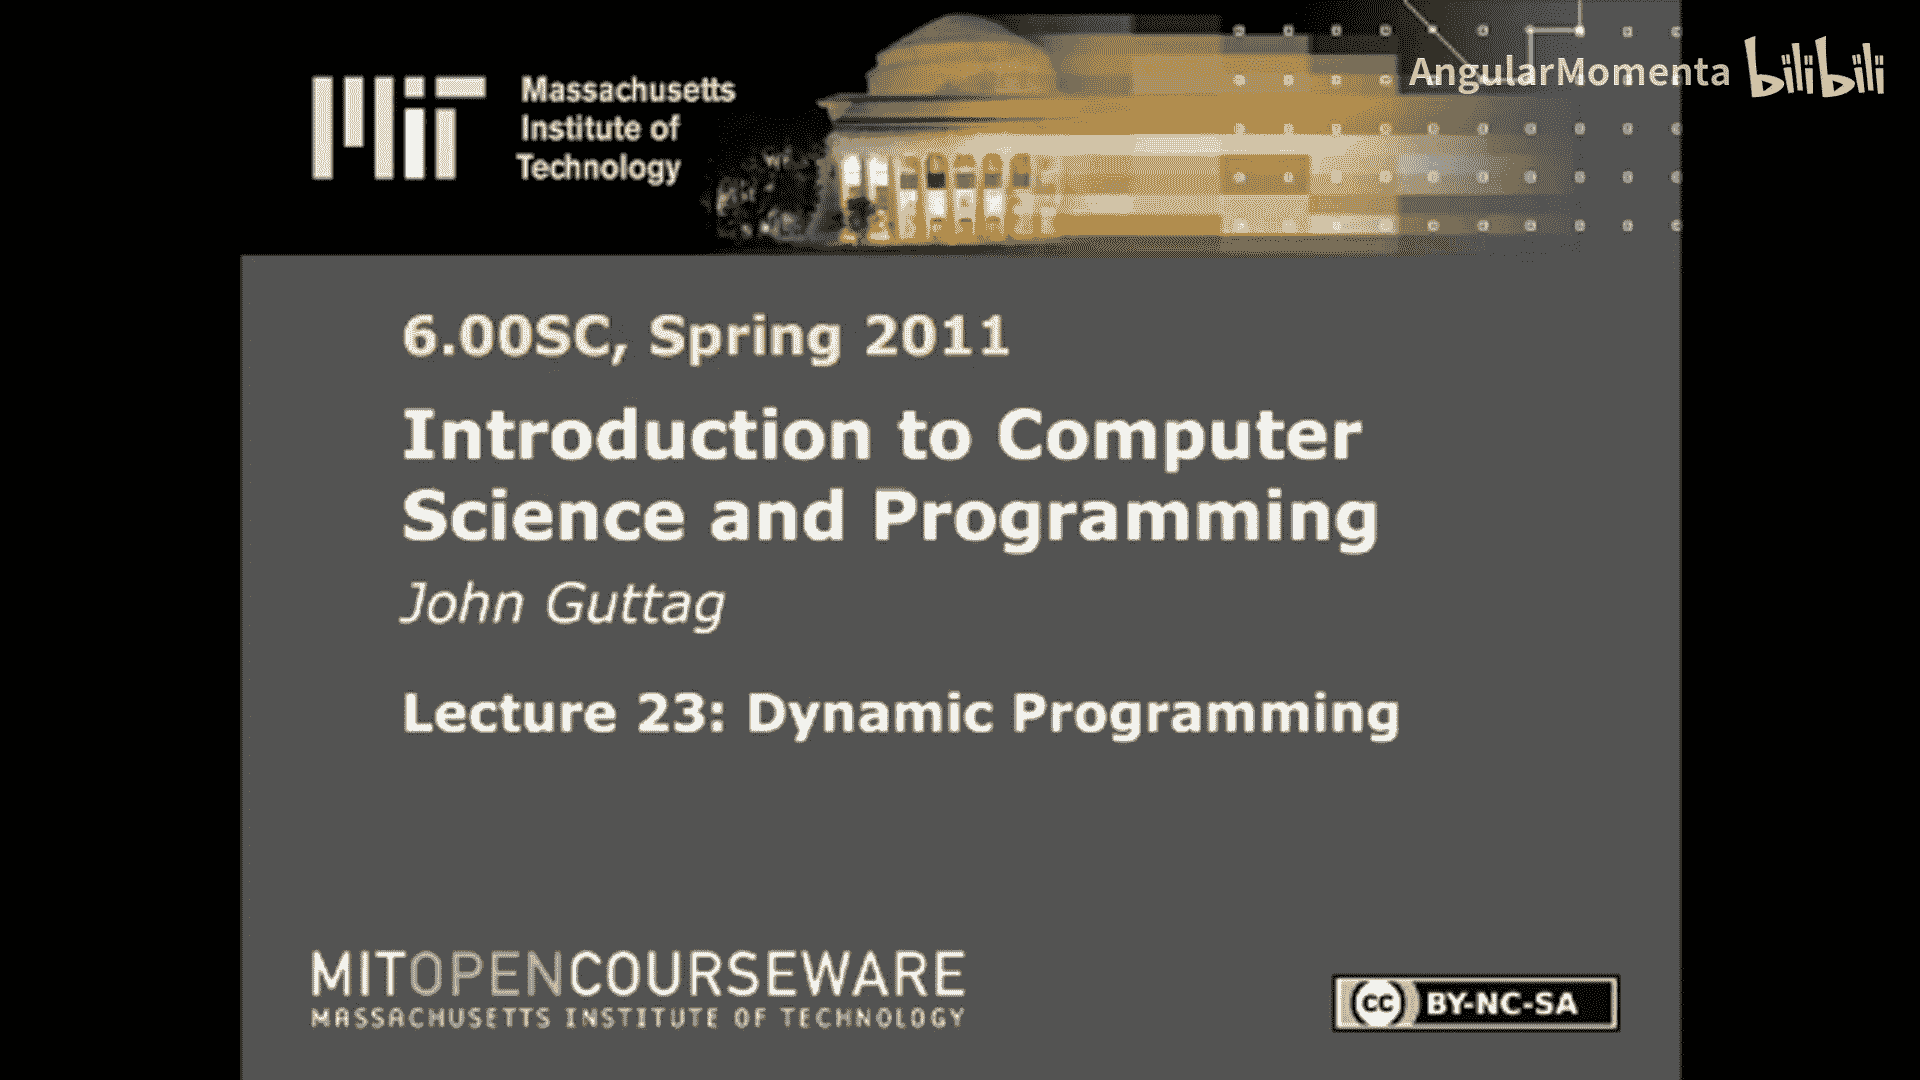 AngularMomenta bilibili
MIT Massachusetts
Institute of
Technology
6.00SC, Spring 2011
Introduction to Computer
Science and Programming
John Guttag
Lecture 23: Dynamic Programming
MITOPENCOURSEWARE
MASSACHUSETTS INSTITUTE OF TECHNOLOGY
cc BY-NC-SA